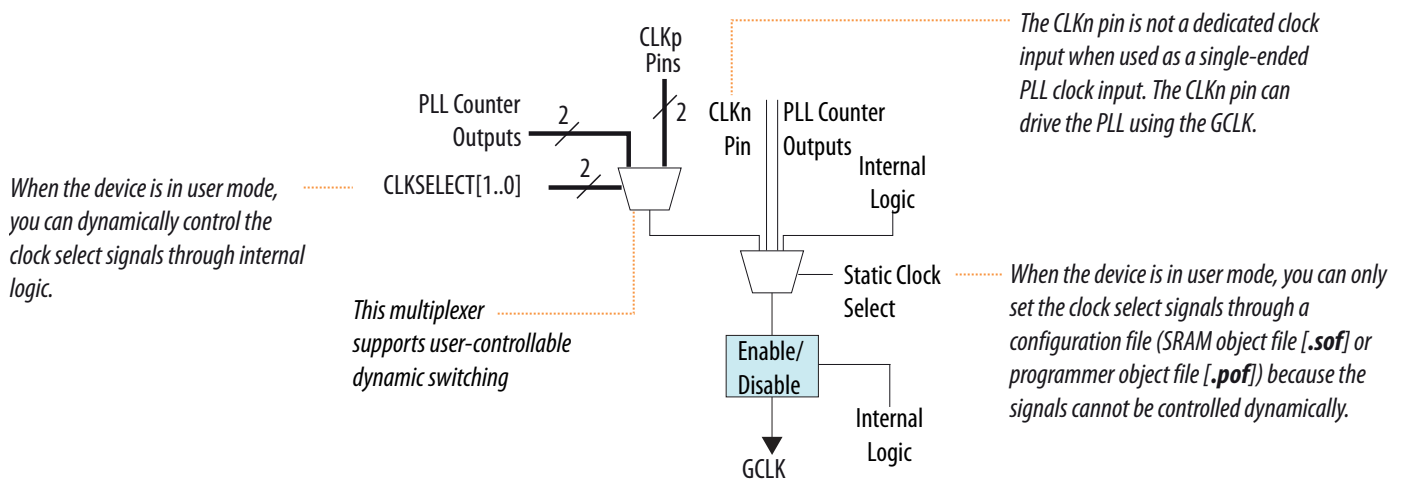 CLKp
Pins
PLL Counter
Outputs
2
2
CLKSELECT[1..0]
2
CLKn
Pin
PLL Counter
Outputs
Internal
Logic
The CLKn pin is not a dedicated clock
input when used as a single-ended
PLL clock input. The CLKn pin can
drive the PLL using the GCLK.
When the device is in user mode,
you can dynamically control the
clock select signals through internal
logic.
This multiplexer
supports user-controllable
dynamic switching
Static Clock
Select
When the device is in user mode, you can only
set the clock select signals through a
configuration file (SRAM object file [.sof] or
programmer object file [.pof]) because the
signals cannot be controlled dynamically.
Enable/
Disable
Internal
Logic
GCLK